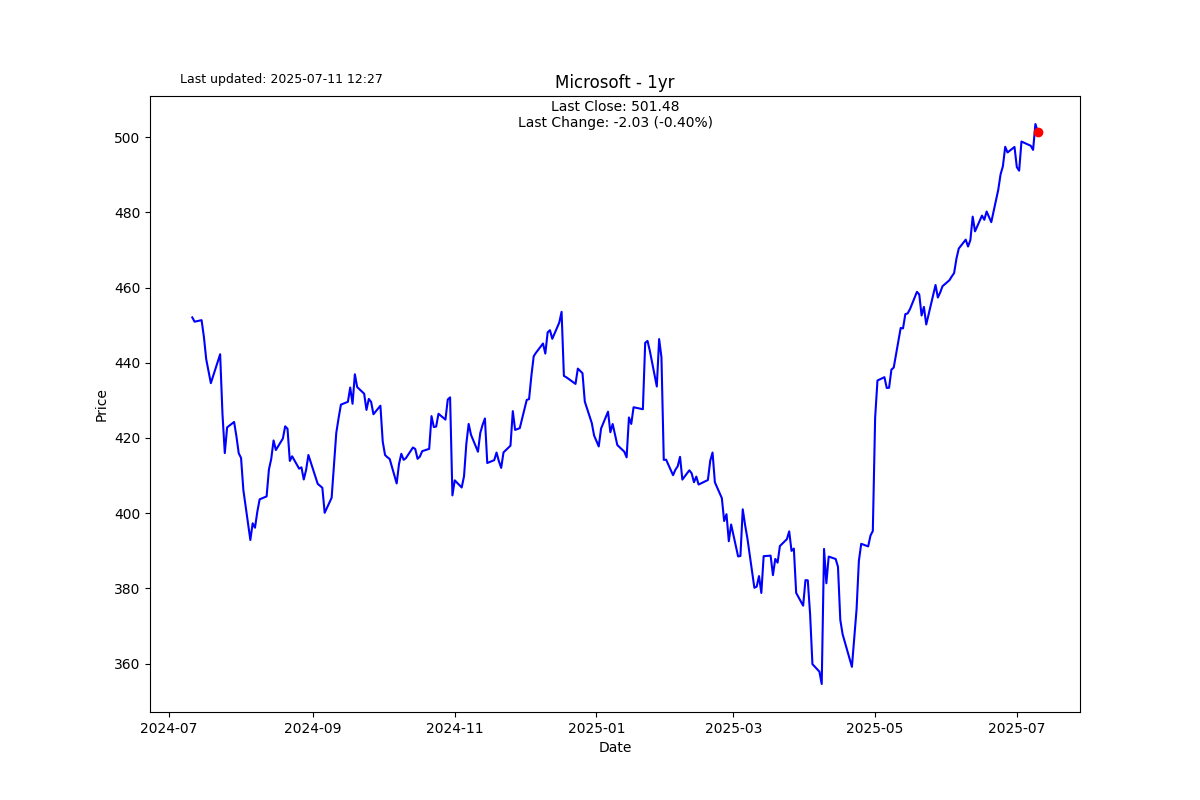 Last updated: 2025-07-11 12:27
Microsoft - 1yr
Last Close: 501.48
Last Change: -2.03 (-0.40%)
Price
500
480
460
440
420
400
380
360
2024-07
2024-09
2024-11
2025-01
2025-03
2025-05
2025-07
Date